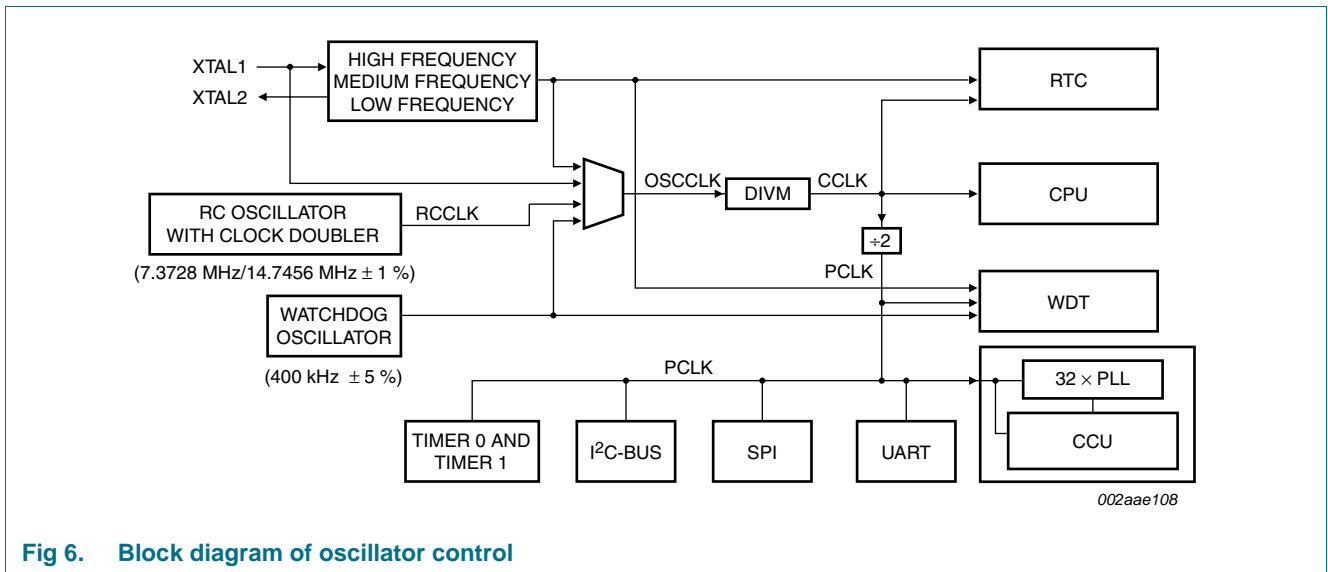 XTAL1
XTAL2
HIGH FREQUENCY
MEDIUM FREQUENCY
LOW FREQUENCY
RTC
OSCCLK
DIVM
CCLK
CPU
RC OSCILLATOR
WITH CLOCK DOUBLER
RCCLK
÷2
(7.3728 MHz/14.7456 MHz ± 1 %)
PCLK
WATCHDOG
OSCILLATOR
WDT
(400 kHz ± 5 %)
PCLK
32 × PLL
TIMER 0 AND
TIMER 1
I²C-BUS
SPI
UART
CCU
002aae108
Fig 6. Block diagram of oscillator control